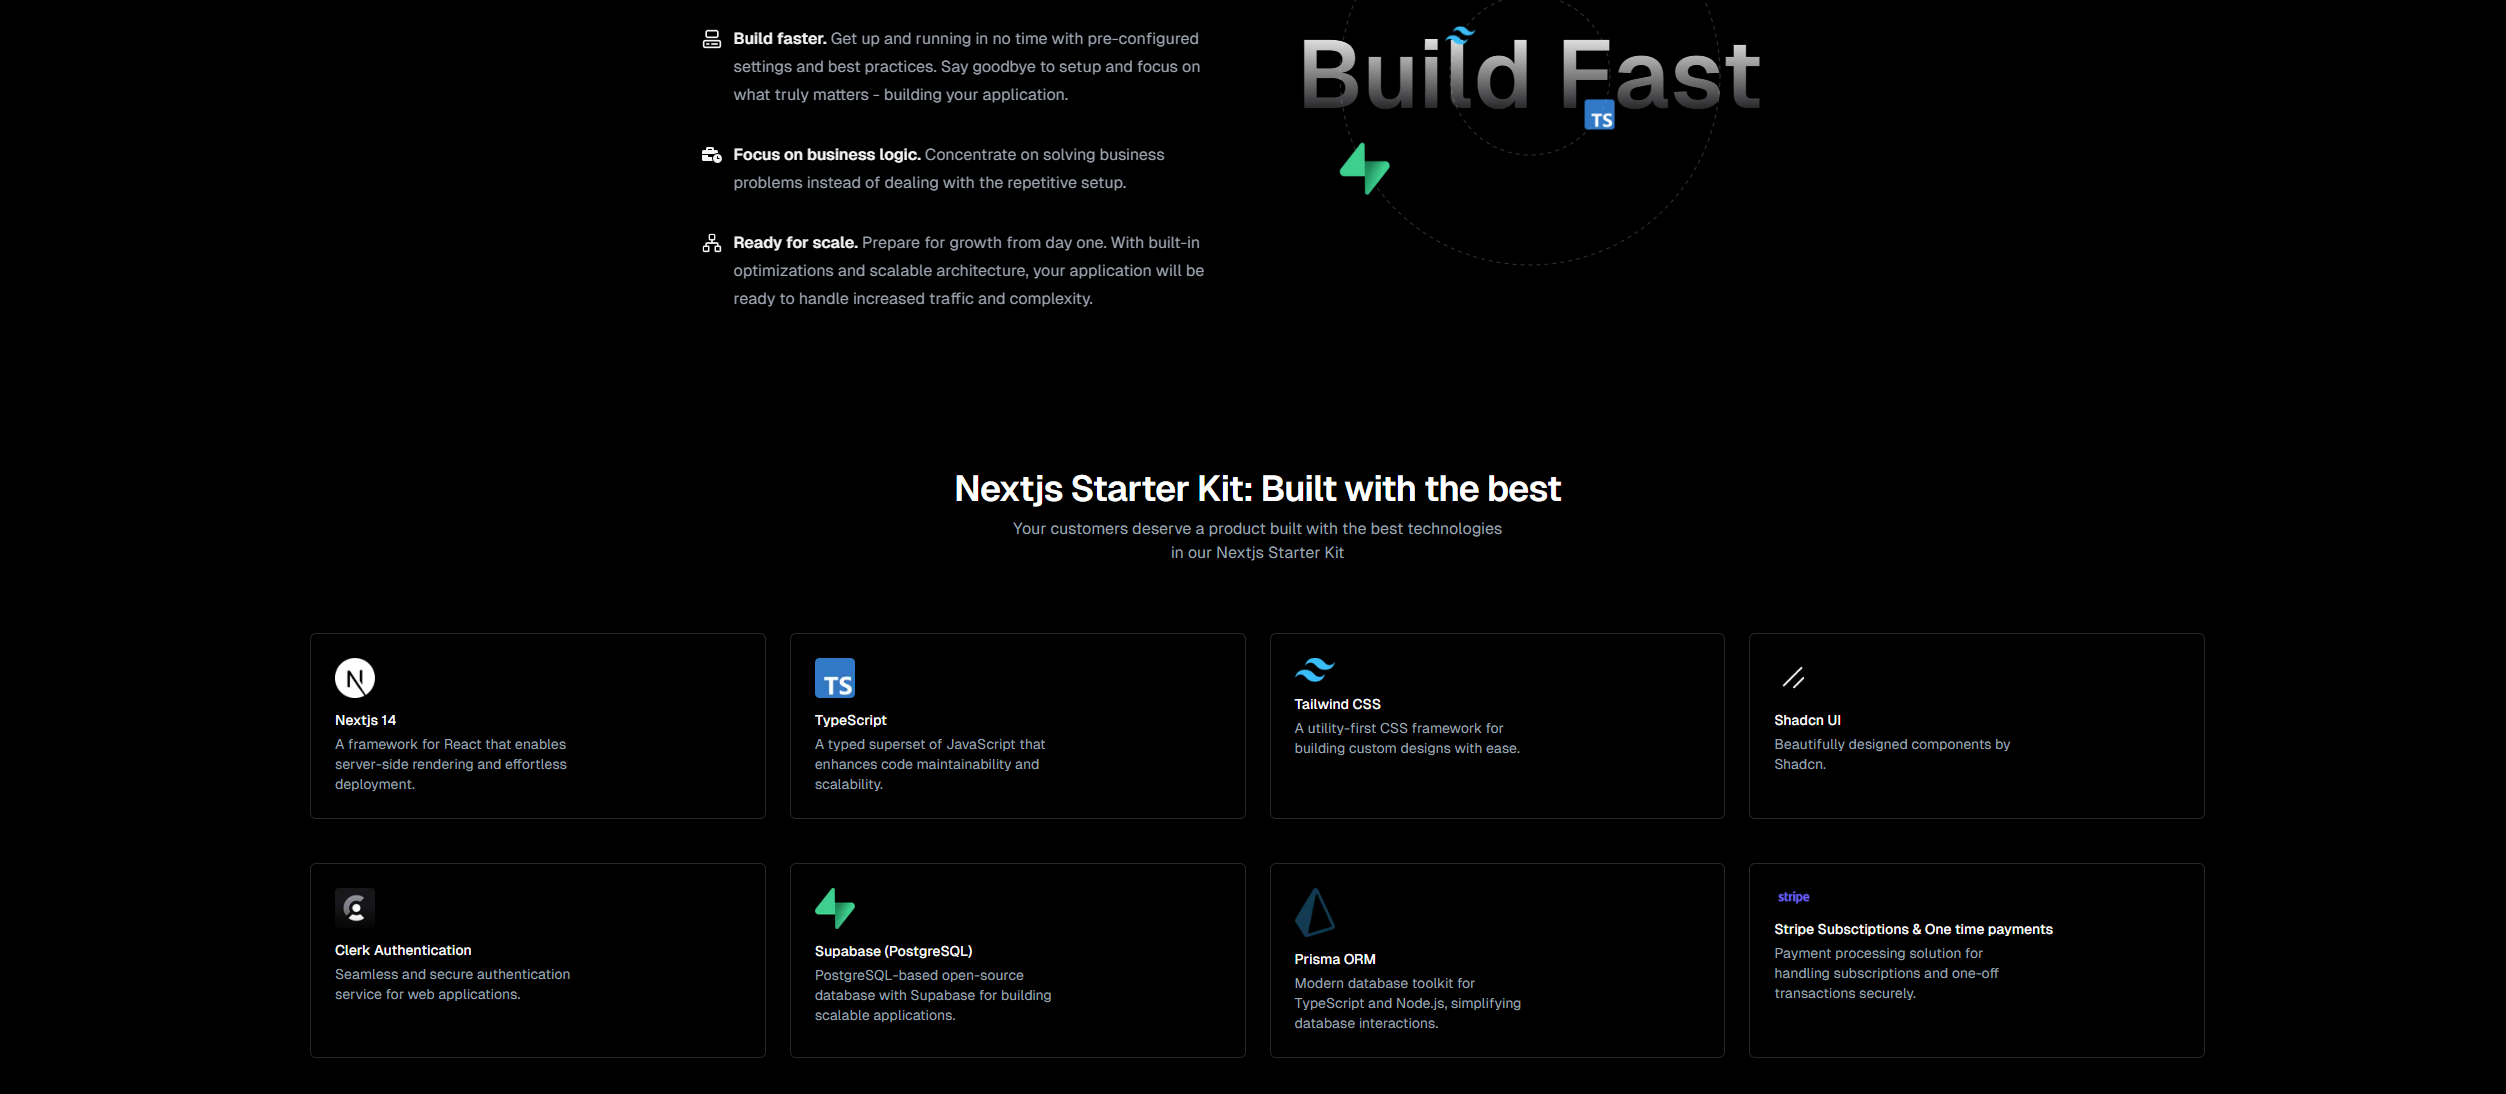 Build faster. Get up and running in no time with pre-configured
settings and best practices. Say goodbye to setup and focus on
what truly matters - building your application.
Focus on business logic. Concentrate on solving business
problems instead of dealing with the repetitive setup.
Ready for scale. Prepare for growth from day one. With built-in
optimizations and scalable architecture, your application will be
ready to handle increased traffic and complexity.
Build Fast
TS
Nextjs Starter Kit: Built with the best
Your customers deserve a product built with the best technologies
in our Nextjs Starter Kit
N
Nextjs 14
A framework for React that enables
server-side rendering and effortless
deployment.
TS
TypeScript
A typed superset of JavaScript that
enhances code maintainability and
scalability.
Tailwind CSS
A utility-first CSS framework for
building custom designs with ease.
Shadcn UI
Beautifully designed components by
Shadcn.
Clerk Authentication
Seamless and secure authentication
service for web applications.
Supabase (PostgreSQL)
PostgreSQL-based open-source
database with Supabase for building
scalable applications.
Prisma ORM
Modern database toolkit for
TypeScript and Node.js, simplifying
database interactions.
stripe
Stripe Subsctiptions & One time payments
Payment processing solution for
handling subscriptions and one-off
transactions securely.